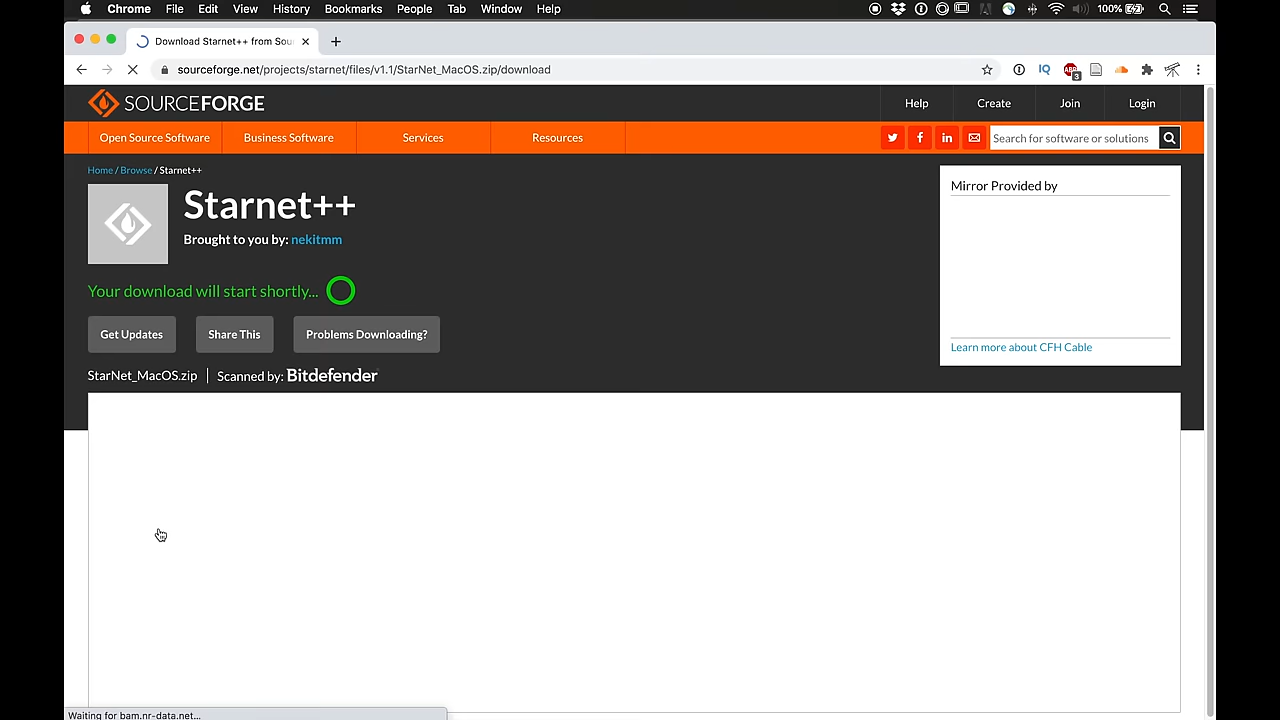 Chrome File Edit View History Bookmarks People Tab Window Help 100%
Download Starnet++ from Sou
sourceforge.net/projects/starnet/files/v1.1/StarNet_MacOS.zip/download
IQ ABP 3
SOURCEFORGE Help Create Join Login
Open Source Software Business Software Services Resources Search for software or solutions
Home / Browse / Starnet++
Mirror Provided by
Starnet++
Brought to you by: nekitmm
Your download will start shortly...
Get Updates Share This Problems Downloading?
Learn more about CFH Cable
StarNet_MacOS.zip | Scanned by: Bitdefender
Waiting for bam.nr-data.net...